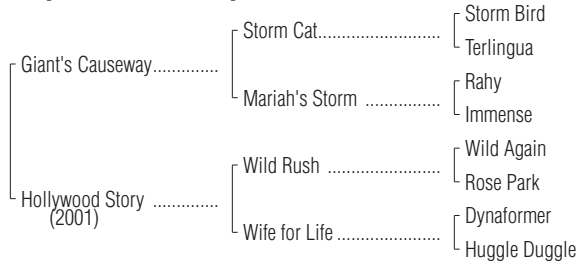 Storm Bird
Storm Cat..................
Terlingua
Giant's Causeway.............
Rahy
Mariah's Storm ...............
Immense
Wild Again
Wild Rush .....................
Rose Park
Hollywood Story .............
(2001)
Dynaformer
Wife for Life ...................
Huggle Duggle